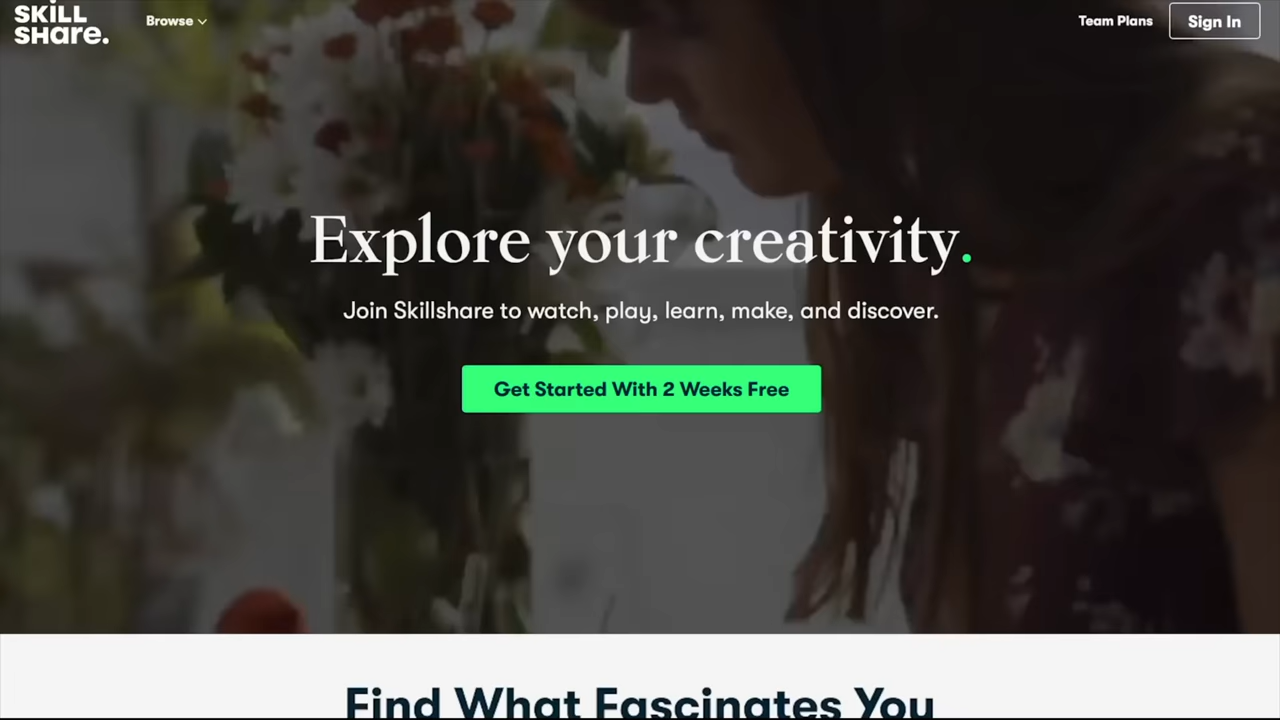 SKiLL
SHare.
Browse
Team Plans
Sign In
Explore your creativity.
Join Skillshare to watch, play, learn, make, and discover.
Get Started With 2 Weeks Free
Find What Fascinates You